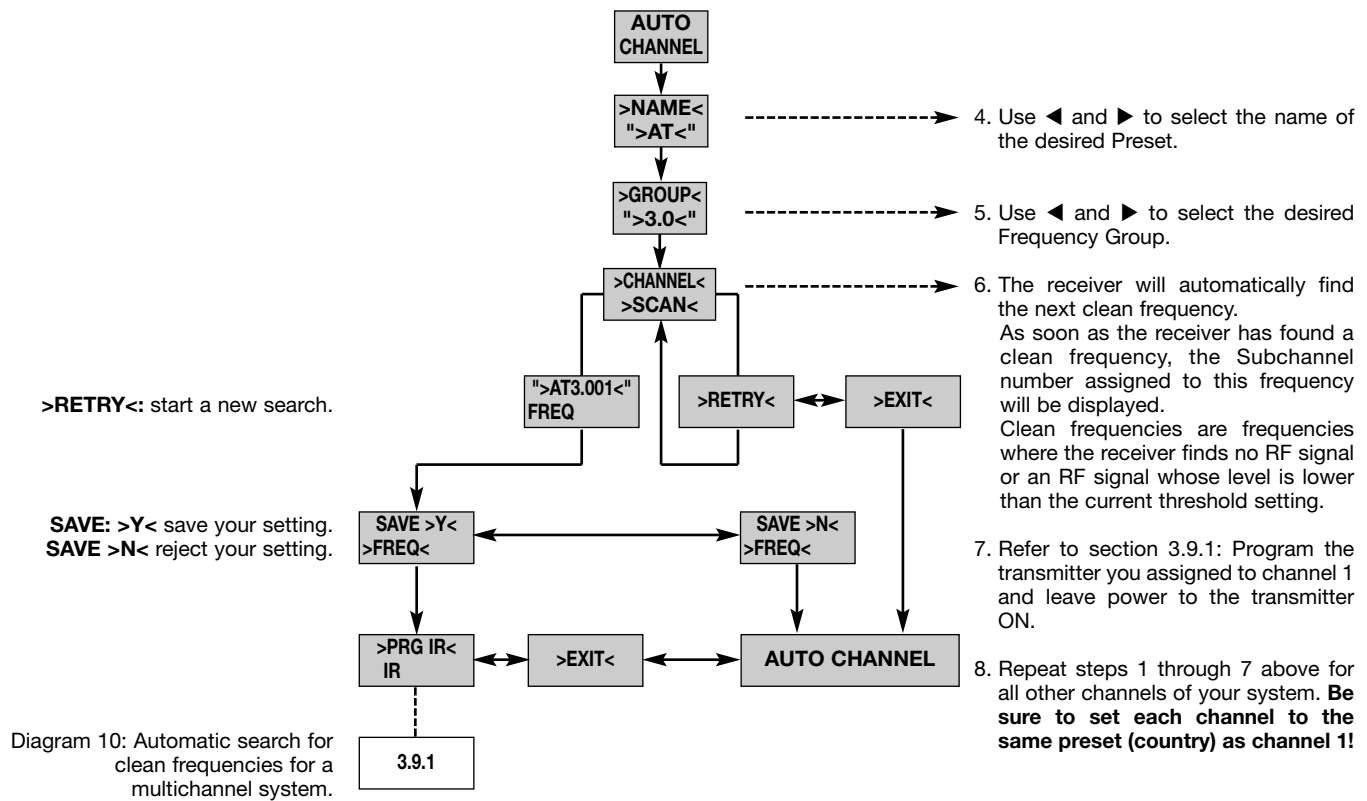 AUTO
CHANNEL
>NAME<
">AT<"
4. Use ◀ and ▶ to select the name of
the desired Preset.
>GROUP<
">3.0<"
5. Use ◀ and ▶ to select the desired
Frequency Group.
>CHANNEL<
>SCAN<
6. The receiver will automatically find
the next clean frequency.
As soon as the receiver has found a
clean frequency, the Subchannel
number assigned to this frequency
will be displayed.
Clean frequencies are frequencies
where the receiver finds no RF signal
or an RF signal whose level is lower
than the current threshold setting.
>RETRY<: start a new search.
">AT3.001<"
FREQ
>RETRY<
>EXIT<
SAVE: >Y< save your setting.
SAVE >N< reject your setting.
SAVE >Y<
>FREQ<
SAVE >N<
>FREQ<
7. Refer to section 3.9.1: Program the
transmitter you assigned to channel 1
and leave power to the transmitter
ON.
>PRG IR<
IR
>EXIT<
AUTO CHANNEL
8. Repeat steps 1 through 7 above for
all other channels of your system. Be
sure to set each channel to the
same preset (country) as channel 1!
Diagram 10: Automatic search for
clean frequencies for a
multichannel system.
3.9.1